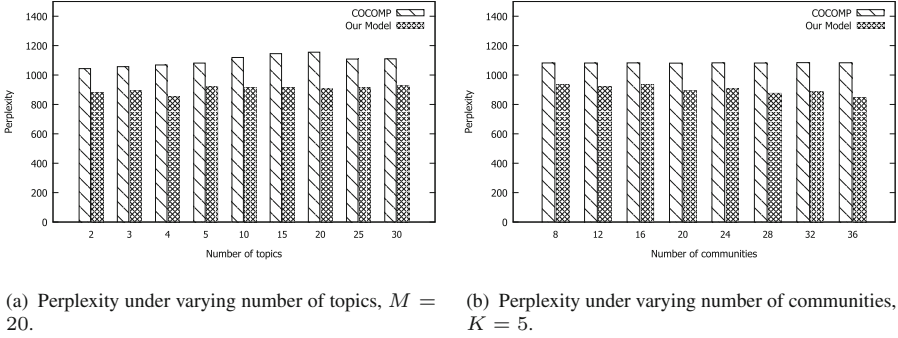 1400
1200
1000
800
600
400
200
0
Perplexity
COCOMP
Our Model
2 3 4 5 10 15 20 25 30
Number of topics
1400
1200
1000
800
600
400
200
0
Perplexity
COCOMP
Our Model
8 12 16 20 24 28 32 36
Number of communities
(a) Perplexity under varying number of topics, M =
20.
(b) Perplexity under varying number of communities,
K = 5.